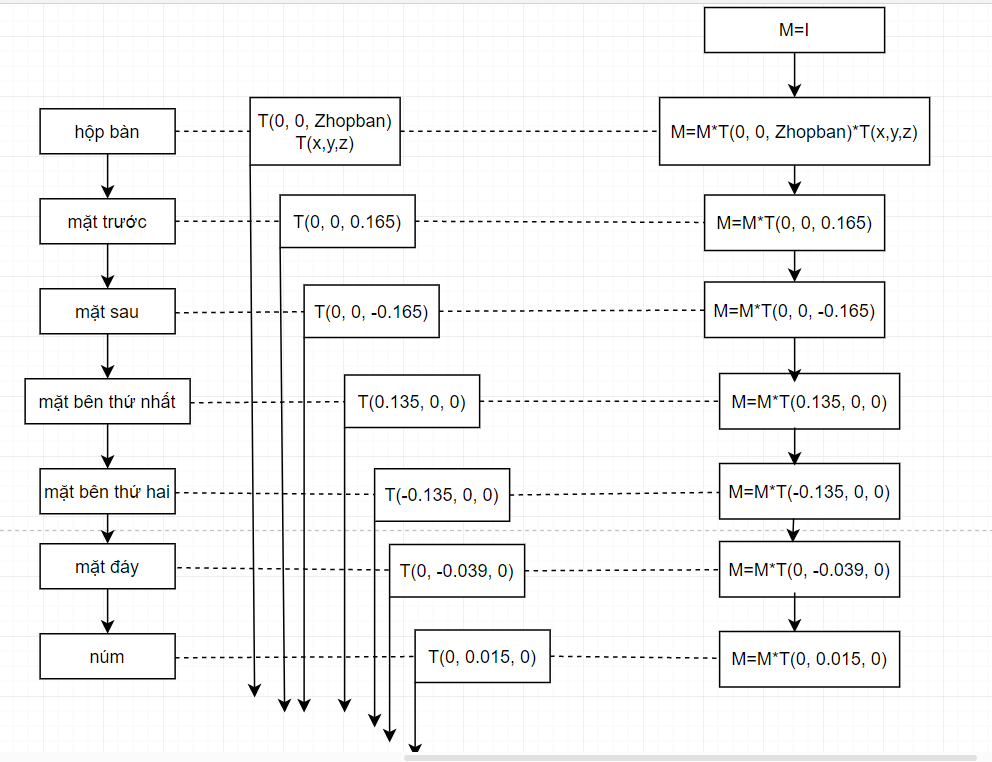 M=I
hộp bàn
T(0, 0, Zhopban)
T(x,y,z)
M=M*T(0, 0, Zhopban)*T(x,y,z)
mặt trước
T(0, 0, 0.165)
M=M*T(0, 0, 0.165)
mặt sau
T(0, 0, -0.165)
M=M*T(0, 0, -0.165)
mặt bên thứ nhất
T(0.135, 0, 0)
M=M*T(0.135, 0, 0)
mặt bên thứ hai
T(-0.135, 0, 0)
M=M*T(-0.135, 0, 0)
mặt đáy
T(0, -0.039, 0)
M=M*T(0, -0.039, 0)
núm
T(0, 0.015, 0)
M=M*T(0, 0.015, 0)